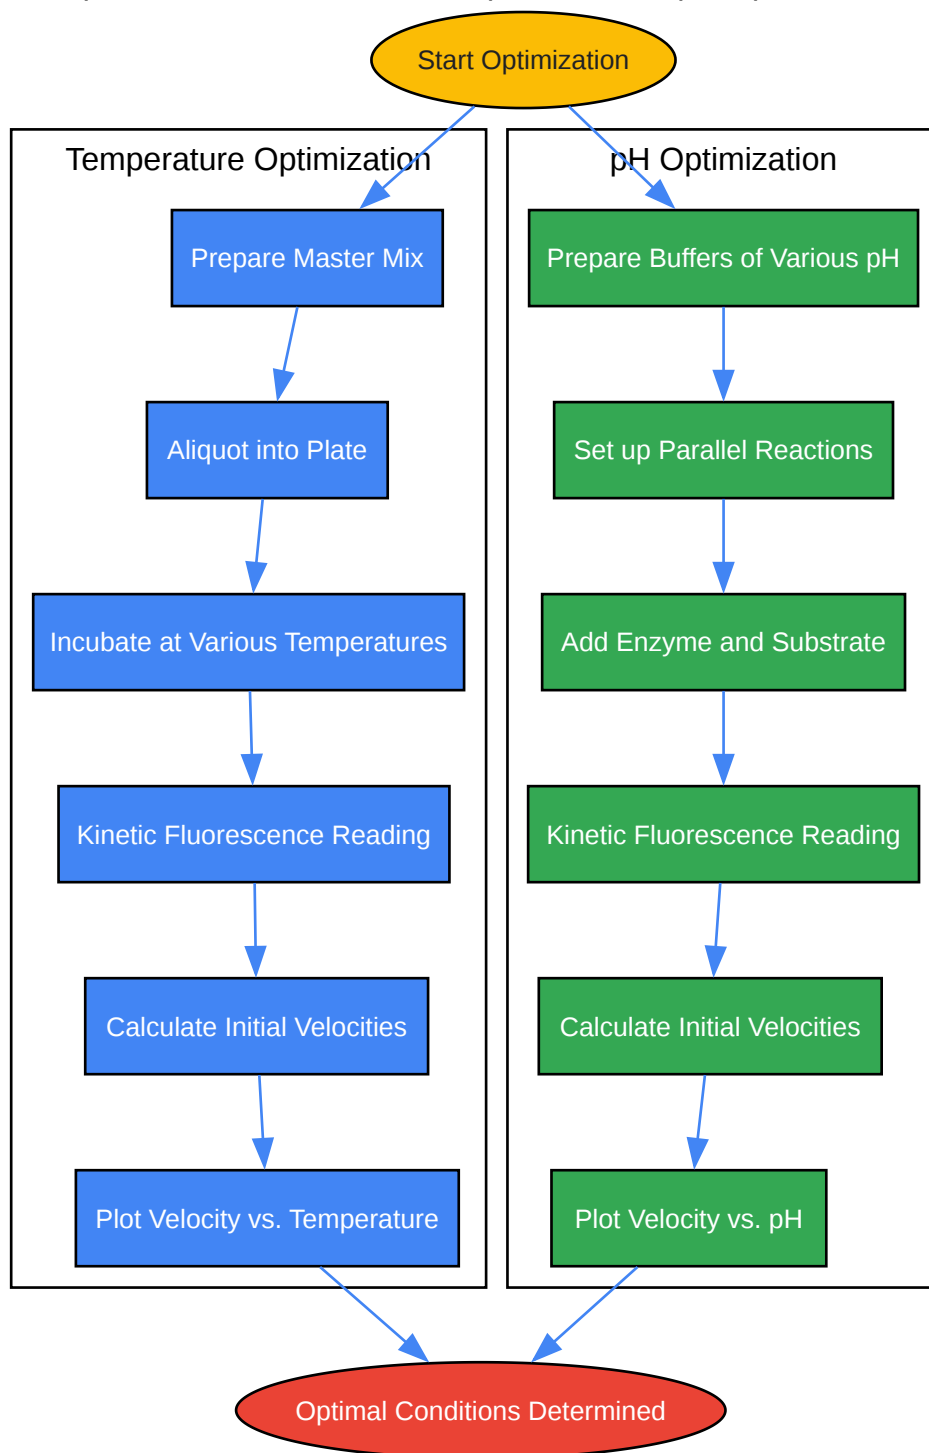 Start Optimization
Temperature Optimization
Prepare Master Mix
Aliquot into Plate
Incubate at Various Temperatures
Kinetic Fluorescence Reading
Calculate Initial Velocities
Plot Velocity vs. Temperature
pH Optimization
Prepare Buffers of Various pH
Set up Parallel Reactions
Add Enzyme and Substrate
Kinetic Fluorescence Reading
Calculate Initial Velocities
Plot Velocity vs. pH
Optimal Conditions Determined